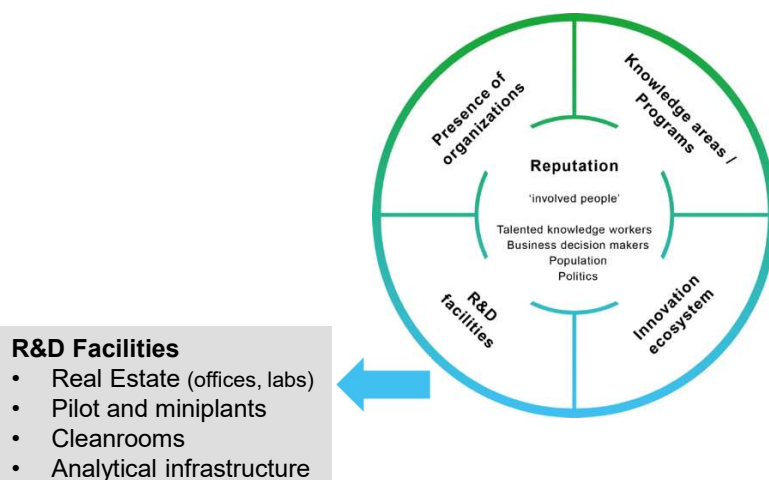 Presence of
organizations
Knowledge areas /
Programs
Reputation
'involved people'
Talented knowledge workers
Business decision makers
Population
Politics
R&D
facilities
Innovation
ecosystem
R&D Facilities
• Real Estate (offices, labs)
• Pilot and miniplants
• Cleanrooms
• Analytical infrastructure